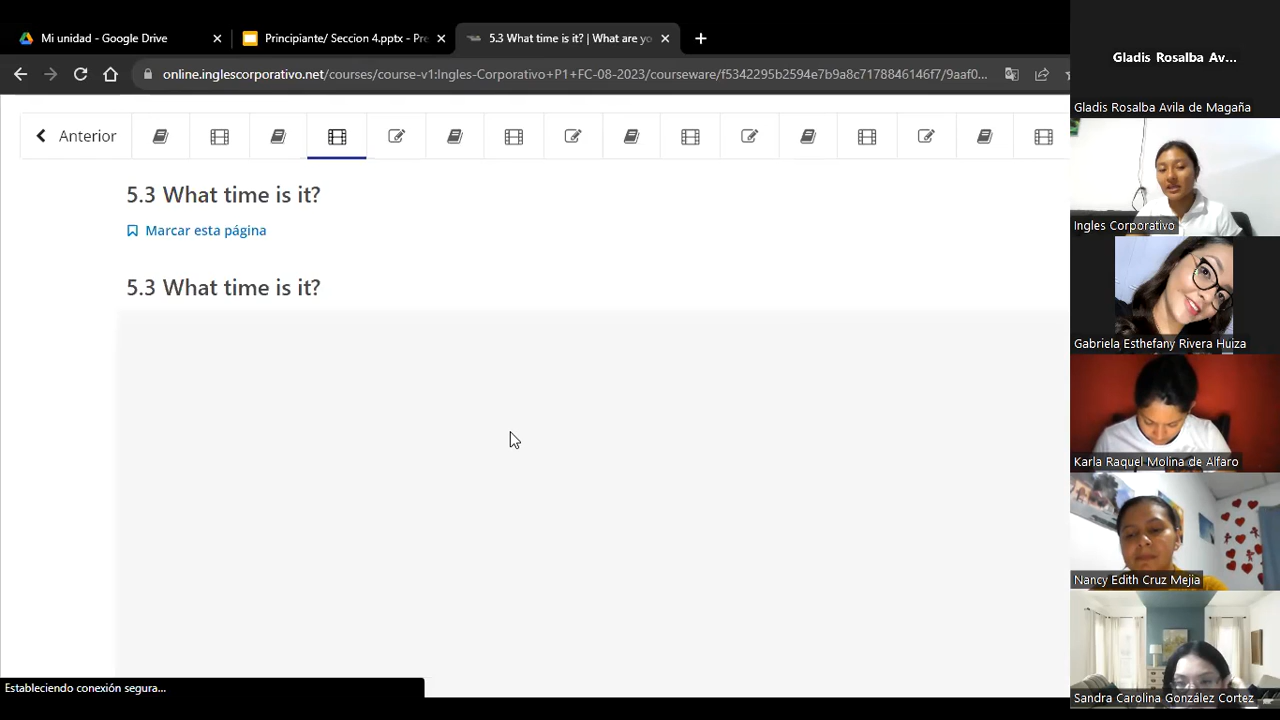 Mi unidad - Google Drive
Principiante/ Seccion 4.pptx - Pre
5.3 What time is it? | What are yo
online.inglescorporativo.net/courses/course-v1:Ingles-Corporativo+P1+FC-08-2023/courseware/f5342295b2594e7b9a8c7178846146f7/9aaf0...
Anterior
5.3 What time is it?
Marcar esta página
5.3 What time is it?
Estableciendo conexión segura...
Gladis Rosalba Av...
Gladis Rosalba Avila de Magaña
Ingles Corporativo
Gabriela Esthefany Rivera Huiza
Karla Raquel Molina de Alfaro
Nancy Edith Cruz Mejia
Sandra Carolina González Cortez